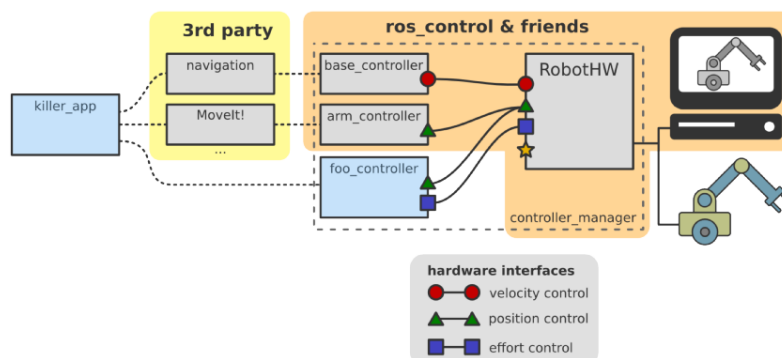 3rd party
ros_control & friends
navigation
base_controller
RobotHW
killer_app
MoveIt!
arm_controller
...
foo_controller
controller_manager
hardware interfaces
velocity control
position control
effort control